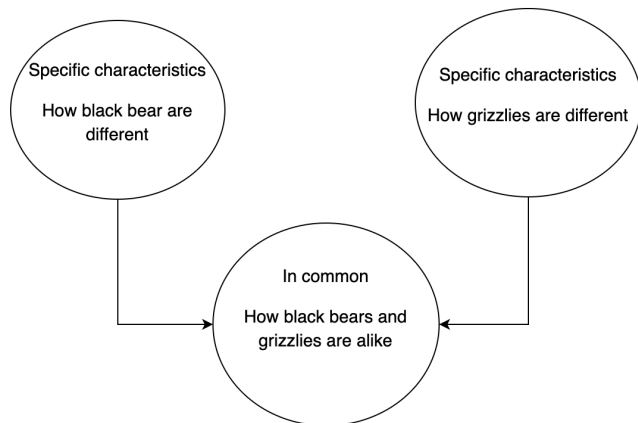 Specific characteristics
How black bear are
different
Specific characteristics
How grizzlies are different
In common
How black bears and
grizzlies are alike